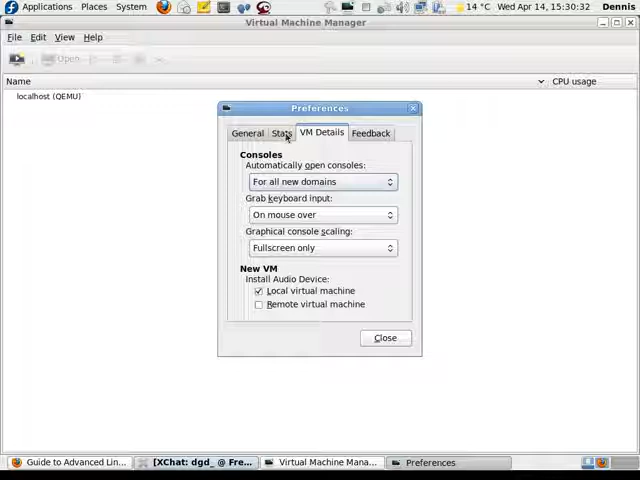 Applications Places System 14 °C Wed Apr 14, 15:30:32 Dennis
Virtual Machine Manager
File Edit View Help
Open
Name CPU usage
localhost (QEMU)
Preferences
General Stats VM Details Feedback
Consoles
Automatically open consoles:
For all new domains
Grab keyboard input:
On mouse over
Graphical console scaling:
Fullscreen only
New VM
Install Audio Device:
Local virtual machine
Remote virtual machine
Close
Guide to Advanced Lin... [XChat: dgd_ @ Fre... Virtual Machine Mana... Preferences